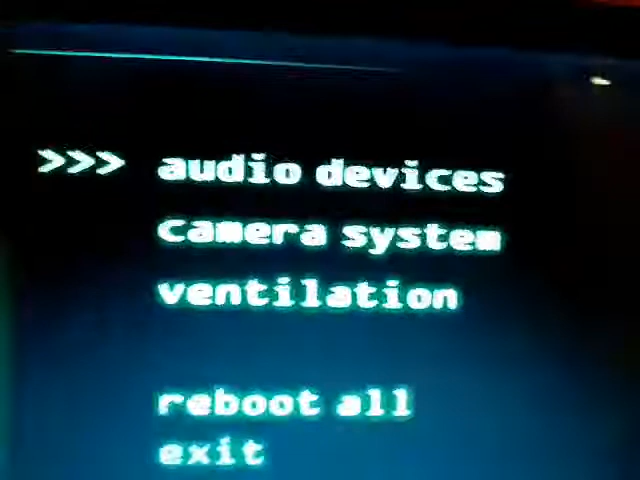 >>> audio devices
camera system
ventilation
reboot all
exit